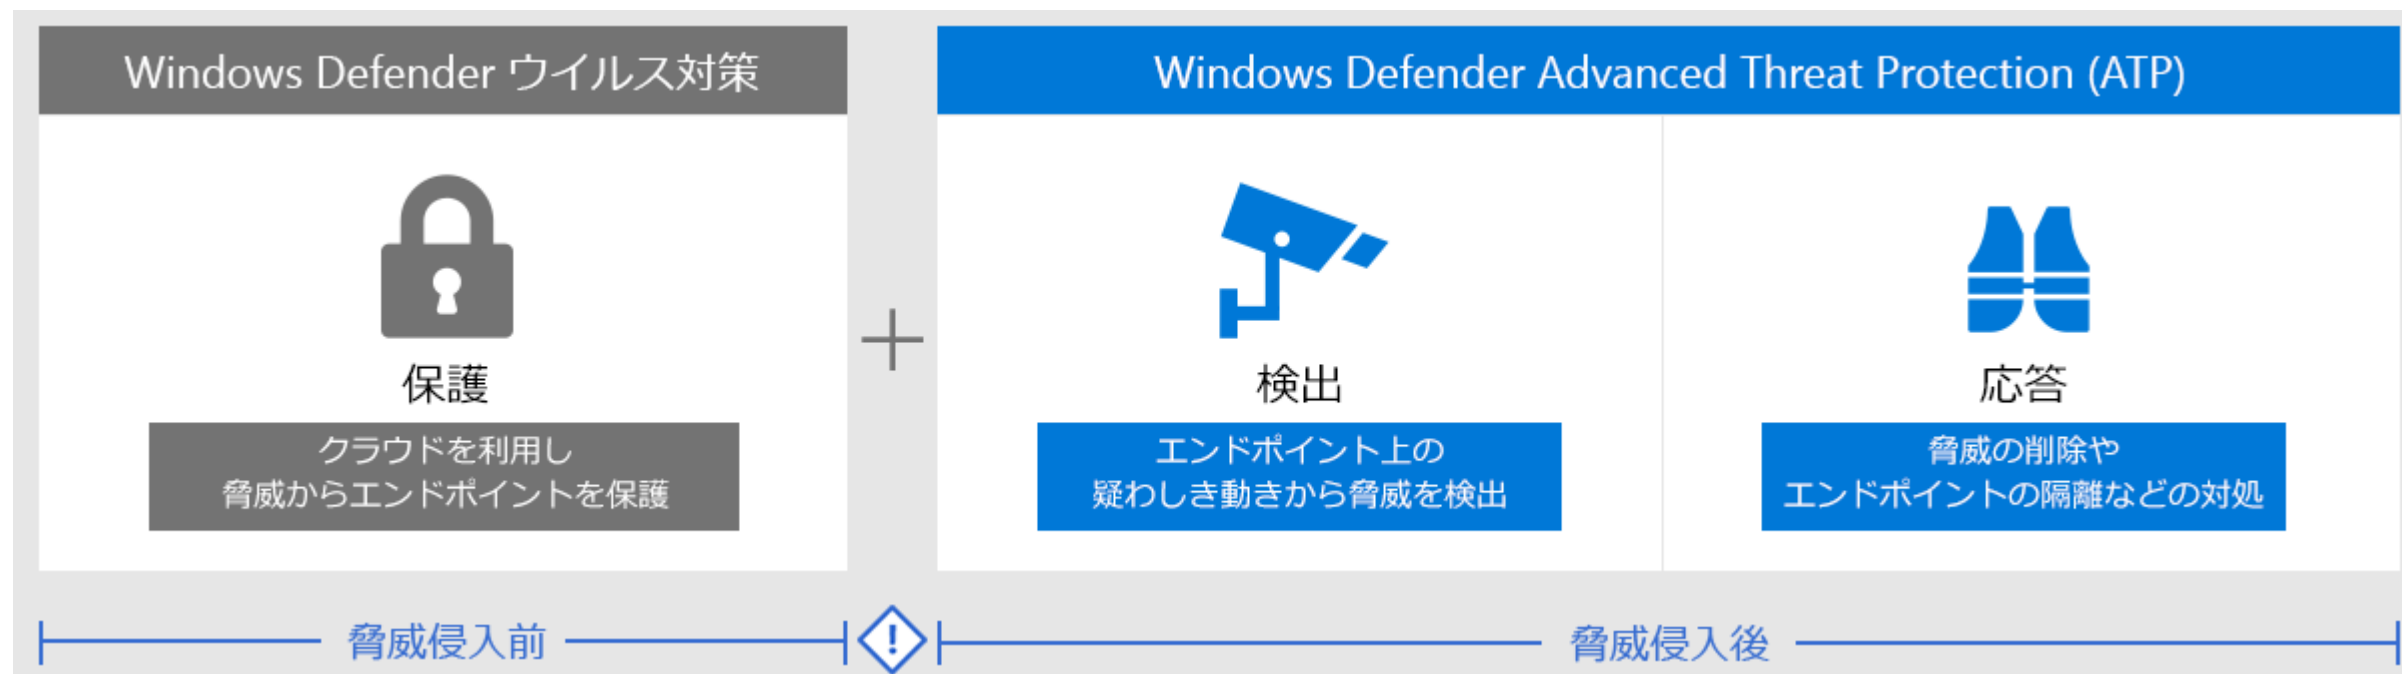 Windows Defender ウイルス対策
Windows Defender Advanced Threat Protection (ATP)
保護
クラウドを利用し
脅威からエンドポイントを保護
検出
エンドポイント上の
疑わしき動きから脅威を検出
応答
脅威の削除や
エンドポイントの隔離などの対処
脅威侵入前
脅威侵入後